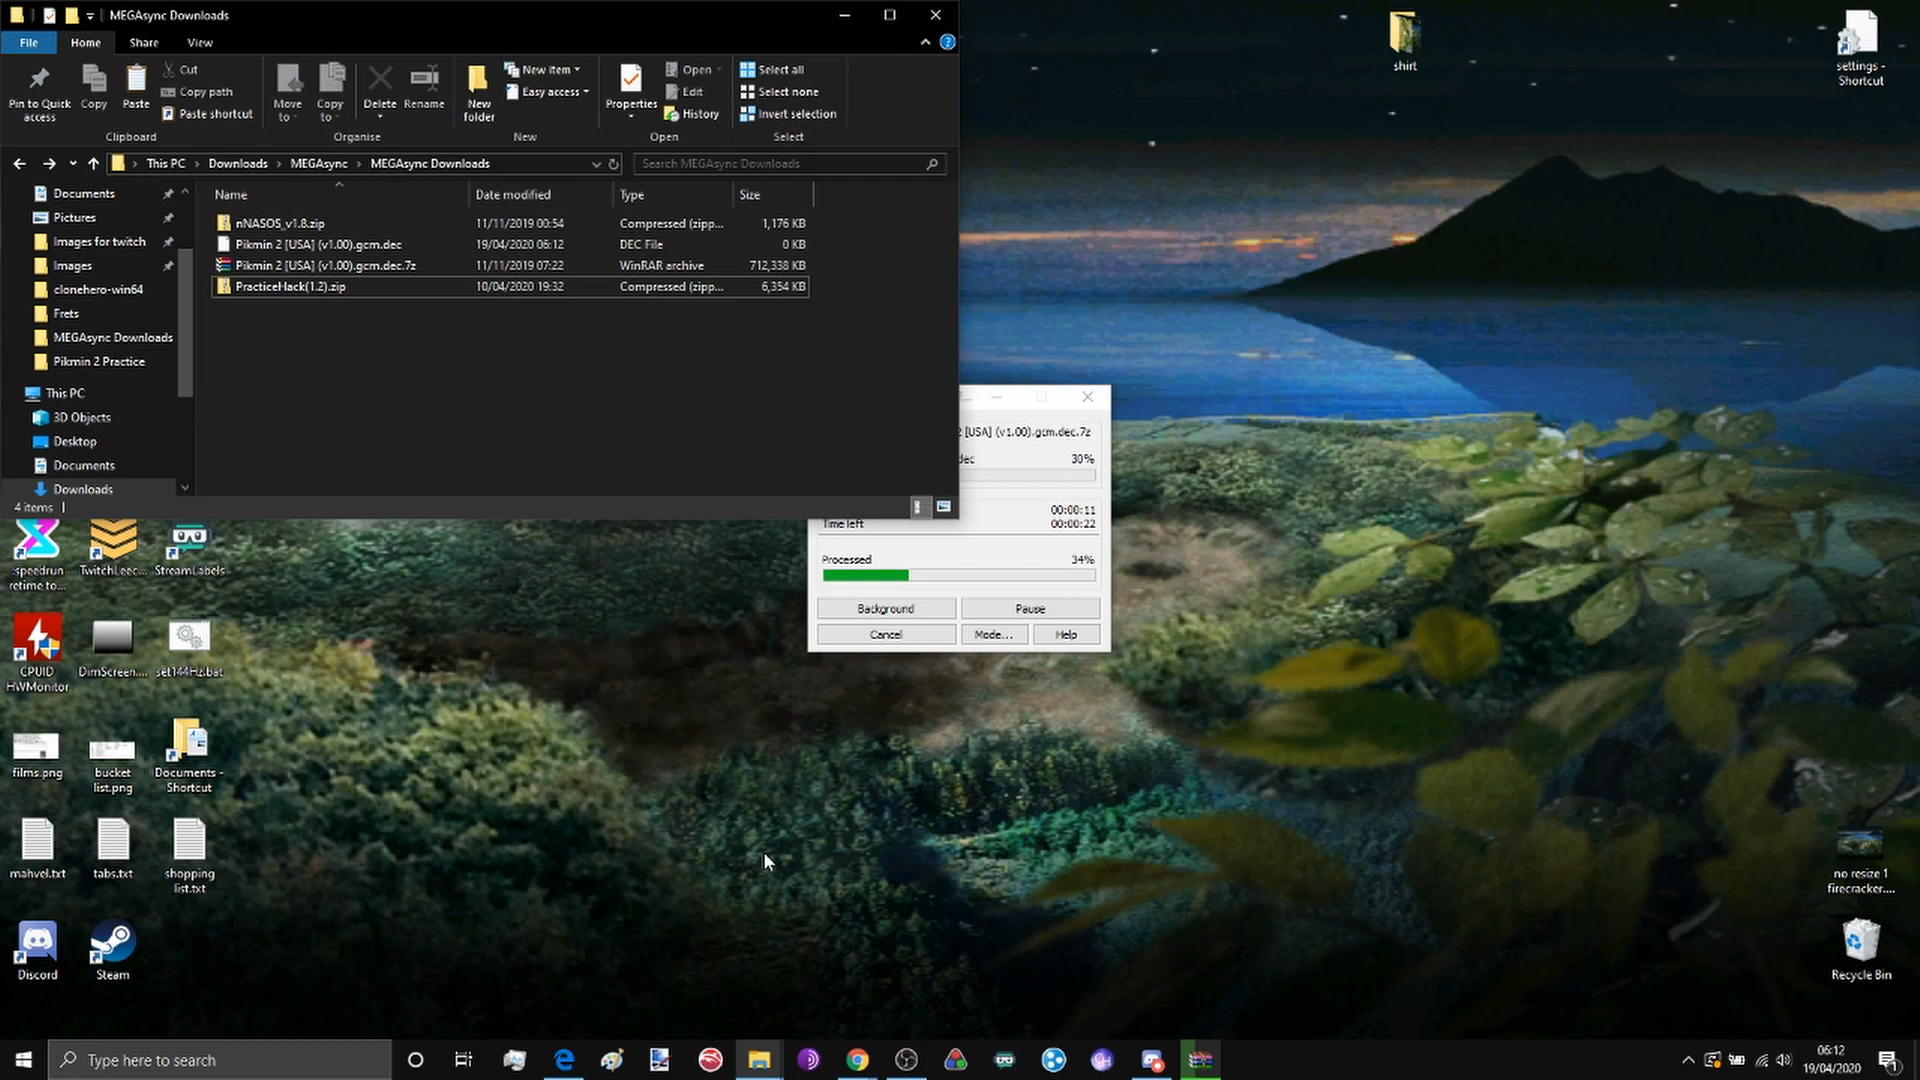 MEGAsync Downloads
File Home Share View
Pin to Quick access
Copy
Paste
Cut
Copy path
Paste shortcut
Clipboard
Move to
Copy to
Delete
Rename
Organise
New folder
New item
Easy access
New
Properties
Open
Edit
History
Open
Select all
Select none
Invert selection
Select
This PC > Downloads > MEGAsync > MEGAsync Downloads
Search MEGAsync Downloads
Name Date modified Type Size
nNASOS_v1.8.zip 11/11/2019 00:54 Compressed (zipp... 1,176 KB
Pikmin 2 [USA] (v1.00).gcm.dec 19/04/2020 06:12 DEC File 0 KB
Pikmin 2 [USA] (v1.00).gcm.dec.7z 11/11/2019 07:22 WinRAR archive 712,338 KB
PracticeHack(1.2).zip 10/04/2020 19:32 Compressed (zipp... 6,354 KB
Documents
Pictures
Images for twitch
Images
clonehero-win64
Frets
MEGAsync Downloads
Pikmin 2 Practice
This PC
3D Objects
Desktop
Documents
Downloads
4 items
2 [USA] (v1.00).gcm.dec.7z
dec 30%
00:00:11
Time left 00:00:22
Processed 34%
Background Pause
Cancel Mode... Help
shirt
settings - Shortcut
speedrun retime to...
TwitchLeec...
StreamLabels
CPUID HWMonitor
DimScreen....
set144Hz.bat
films.png
bucket list.png
Documents - Shortcut
mahvel.txt
tabs.txt
shopping list.txt
Discord
Steam
no resize 1 firecracker....
Recycle Bin
Type here to search
06:12
19/04/2020
1